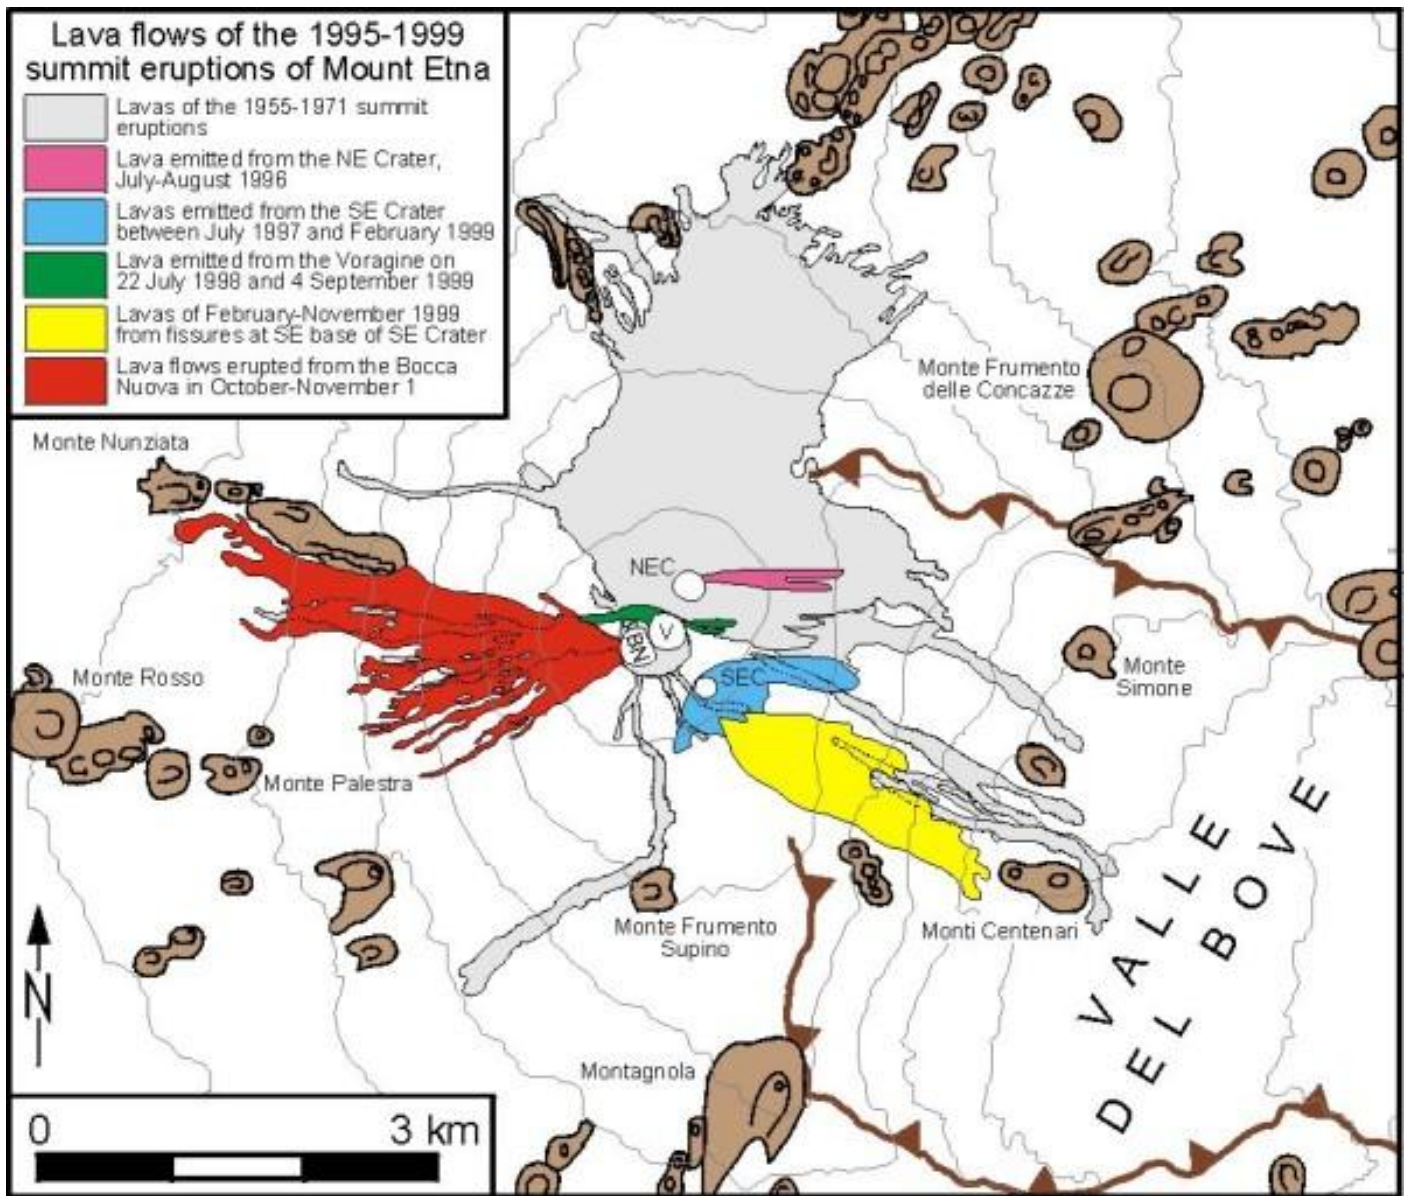 Lava flows of the 1995-1999
summit eruptions of Mount Etna
Lavas of the 1955-1971 summit
eruptions
Lava emitted from the NE Crater,
July-August 1996
Lavas emitted from the SE Crater
between July 1997 and February 1999
Lava emitted from the Voragine on
22 July 1998 and 4 September 1999
Lavas of February-November 1999
from fissures at SE base of SE Crater
Lava flows erupted from the Bocca
Nuova in October-November 1
Monte Frumento
delle Concazze
Monte Nunziata
NEC
V
BN
Monte Rosso
SEC
Monte
Simone
Monte Palestra
Monte Frumento
Supino
Monti Centenari
VALLE
DEL BOVE
N
Montagnola
0 3 km